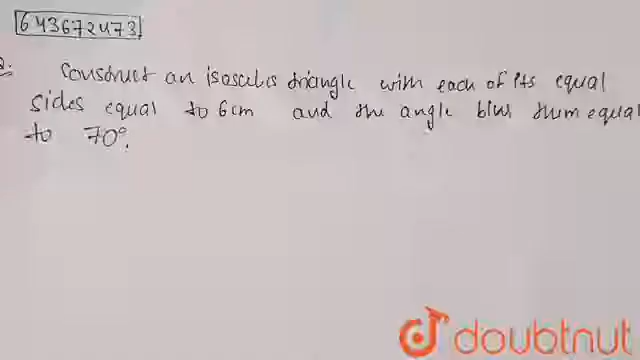 643672473
Q. Construct an isosceles triangle with each of its equal
sides equal to 6cm and the angle b/w them equal
to 70°.
doubtnut